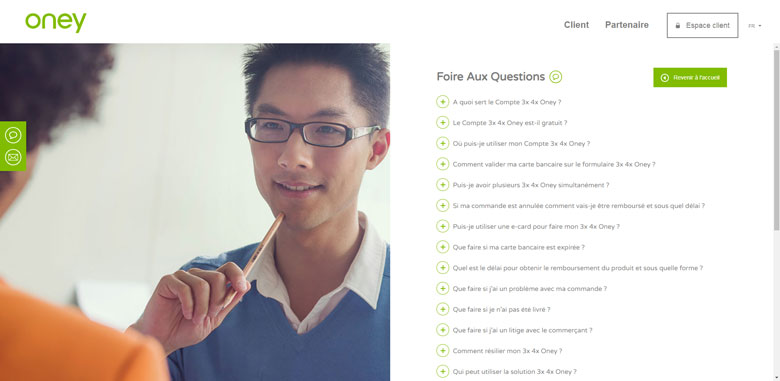 oney
Client
Partenaire
Espace client
FR
Foire Aux Questions
Revenir à l'accueil
A quoi sert le Compte 3x 4x Oney ?
Le Compte 3x 4x Oney est-il gratuit ?
Où puis-je utiliser mon Compte 3x 4x Oney ?
Comment valider ma carte bancaire sur le formulaire 3x 4x Oney ?
Puis-je avoir plusieurs 3x 4x Oney simultanément ?
Si ma commande est annulée comment vais-je être remboursé et sous quel délai ?
Puis-je utiliser une e-card pour faire mon 3x 4x Oney ?
Que faire si ma carte bancaire est expirée ?
Quel est le délai pour obtenir le remboursement du produit et sous quelle forme ?
Que faire si j'ai un problème avec ma commande ?
Que faire si je n'ai pas été livré ?
Que faire si j'ai un litige avec le commerçant ?
Comment résilier mon 3x 4x Oney ?
Qui peut utiliser la solution 3x 4x Oney ?